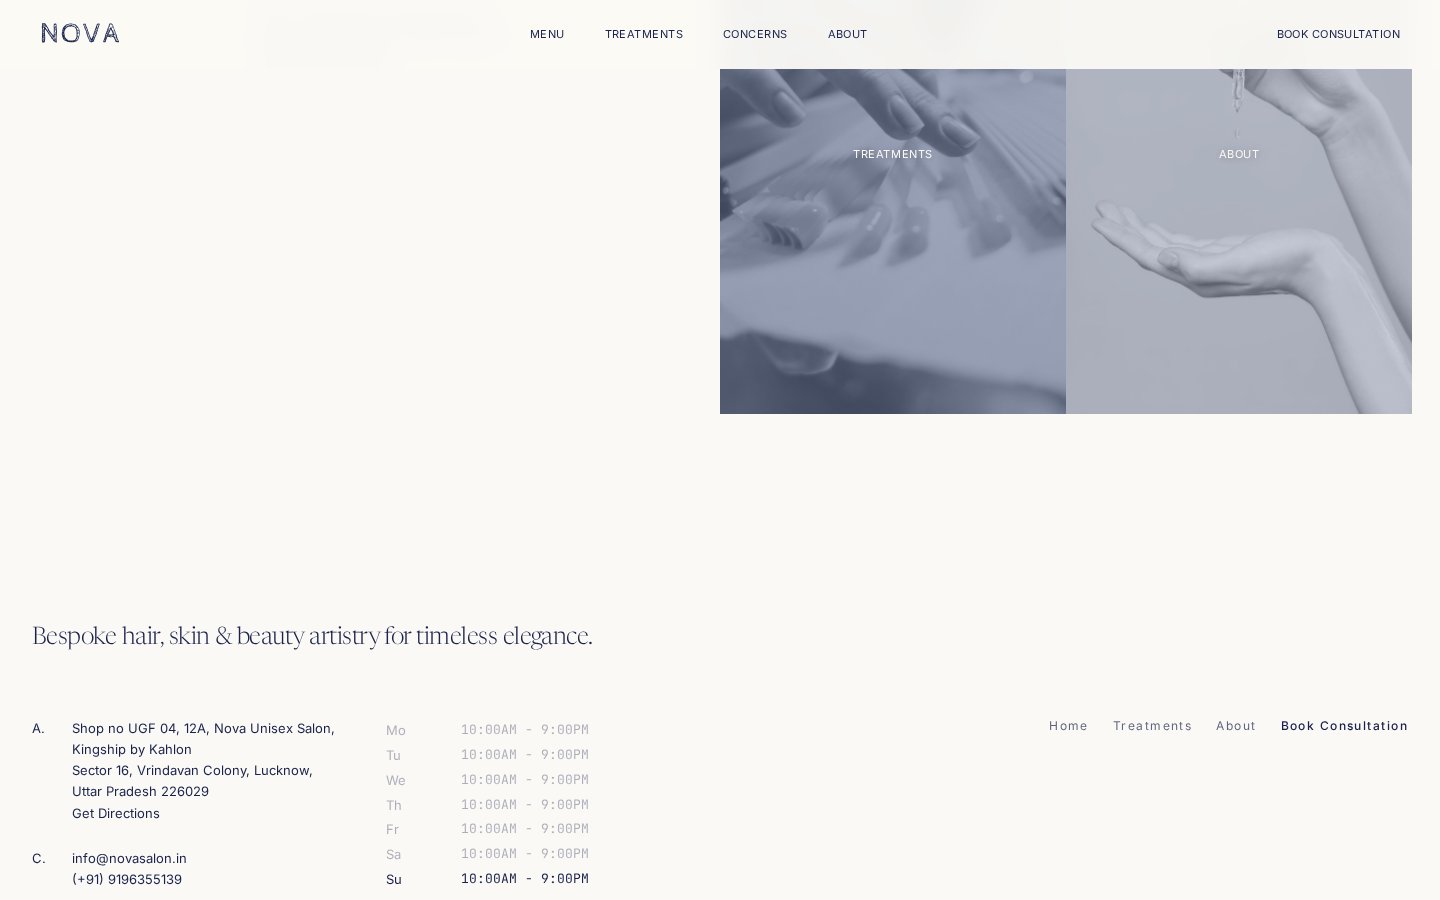 NOVA
MENU TREATMENTS CONCERNS ABOUT
BOOK CONSULTATION
TREATMENTS
ABOUT
Bespoke hair, skin & beauty artistry for timeless elegance.
A. Shop no UGF 04, 12A, Nova Unisex Salon,
Kingship by Kahlon
Sector 16, Vrindavan Colony, Lucknow,
Uttar Pradesh 226029
Get Directions
C. info@novasalon.in
(+91) 9196355139
Mo 10:00AM - 9:00PM
Tu 10:00AM - 9:00PM
We 10:00AM - 9:00PM
Th 10:00AM - 9:00PM
Fr 10:00AM - 9:00PM
Sa 10:00AM - 9:00PM
Su 10:00AM - 9:00PM
Home Treatments About Book Consultation